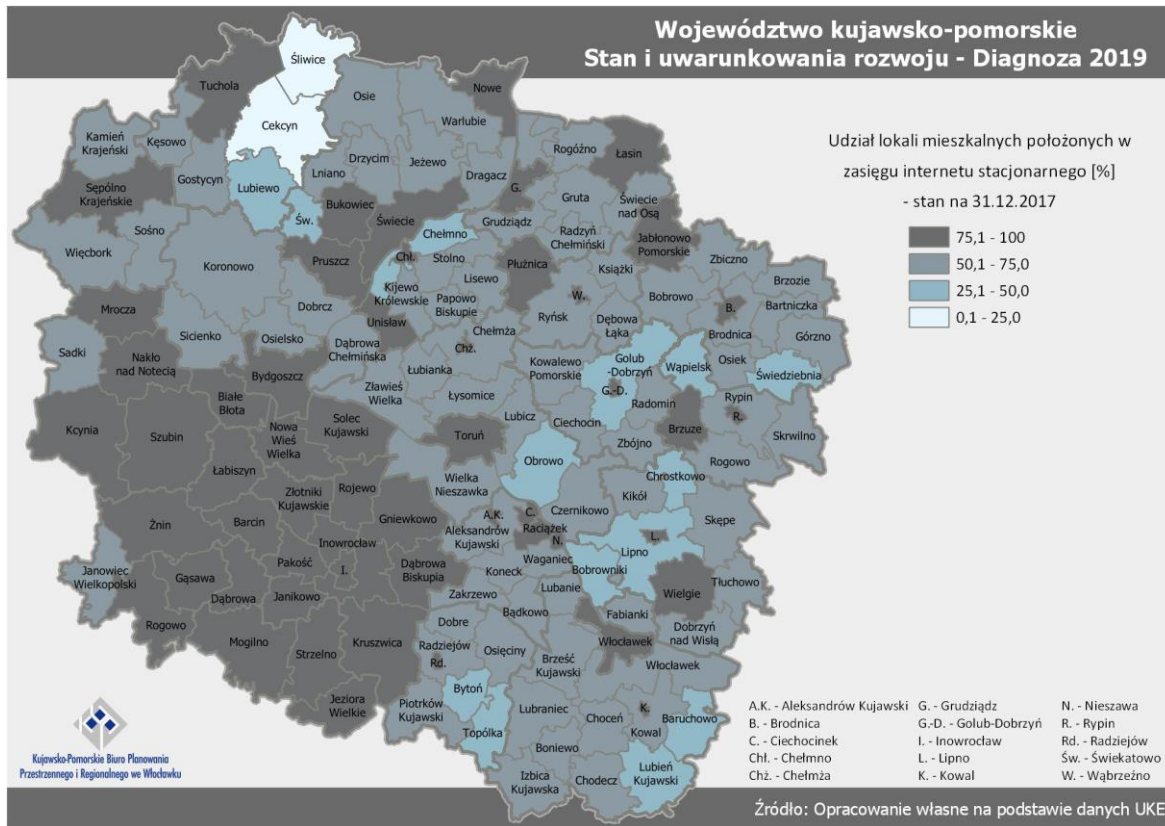 Województwo kujawsko-pomorskie
Stan i uwarunkowania rozwoju - Diagnoza 2019
Udział lokali mieszkalnych położonych w
zasięgu internetu stacjonarnego [%]
- stan na 31.12.2017
75,1 - 100
50,1 - 75,0
25,1 - 50,0
0,1 - 25,0
Śliwice
Tuchola
Nowe
Osie
Cekcyn
Warlubie
Kamień
Krajeński
Kęsowo
Rogóźno
Łasin
Drzycim
Jeżewo
Lniano
Dragacz
G.
Gostycyn
Lubiewo
Sępólno
Krajeńskie
Bukowiec
Gruta
Świecie
nad Osą
Św.
Świecie
Grudziądz
Sośno
Chełmno
Radzyń
Chełmiński
Jabłonowo
Pomorskie
Więcbork
Koronowo
Pruszcz
Chł.
Stolno
Płużnica
Książki
Zbiczno
Lisewo
Brzozie
Kijewo
Królewskie
Papowo
Biskupie
W.
Bobrowo
Bartniczka
Mrocza
Dobrcz
Unisław
Ryńsk
Dębowa
Łąka
B.
Brodnica
Górzno
Sicienko
Osielsko
Dąbrowa
Chełmińska
Chełmża
Chż.
Sadki
Nakło
nad Notecią
Kowalewo
Pomorskie
Golub
-Dobrzyń
Wąpielsk
Osiek
Świedziebnia
Bydgoszcz
Łubianka
Zławieś
Wielka
Łysomice
G.-D.
Radomin
Rypin
R.
Białe
Błota
Kcynia
Szubin
Nowa
Wieś
Wielka
Solec
Kujawski
Lubicz
Ciechocin
Brzuze
Skrwilno
Toruń
Zbójno
Rogowo
Łabiszyn
Obrowo
Chrostkowo
Wielka
Nieszawka
Kikół
Złotniki
Kujawskie
Rojewo
Czernikowo
Skępe
Żnin
Barcin
Gniewkowo
A.K.
C.
Raciążek
N.
Aleksandrów
Kujawski
L.
Lipno
Inowrocław
Waganiec
Bobrowniki
Janowiec
Wielkopolski
Gąsawa
Pakość
I.
Dąbrowa
Biskupia
Koneck
Lubanie
Wielgie
Tłuchowo
Dąbrowa
Janikowo
Zakrzewo
Bądkowo
Fabianki
Rogowo
Dobre
Dobrzyń
nad Wisłą
Mogilno
Strzelno
Kruszwica
Radziejów
Rd.
Osięciny
Brześć
Kujawski
Włocławek
Włocławek
Jeziora
Wielkie
Bytoń
Piotrków
Kujawski
Topólka
Lubraniec
Choceń
K.
Kowal
Baruchowo
Boniewo
Izbica
Kujawska
Chodecz
Lubień
Kujawski
Kujawsko-Pomorskie Biuro Planowania
Przestrzennego i Regionalnego we Włocławku
A.K. - Aleksandrów Kujawski
B. - Brodnica
C. - Ciechocinek
Chł. - Chełmno
Chż. - Chełmża
G. - Grudziądz
G.-D. - Golub-Dobrzyń
I. - Inowrocław
L. - Lipno
K. - Kowal
N. - Nieszawa
R. - Rypin
Rd. - Radziejów
Św. - Świekatowo
W. - Wąbrzeźno
Źródło: Opracowanie własne na podstawie danych UKE